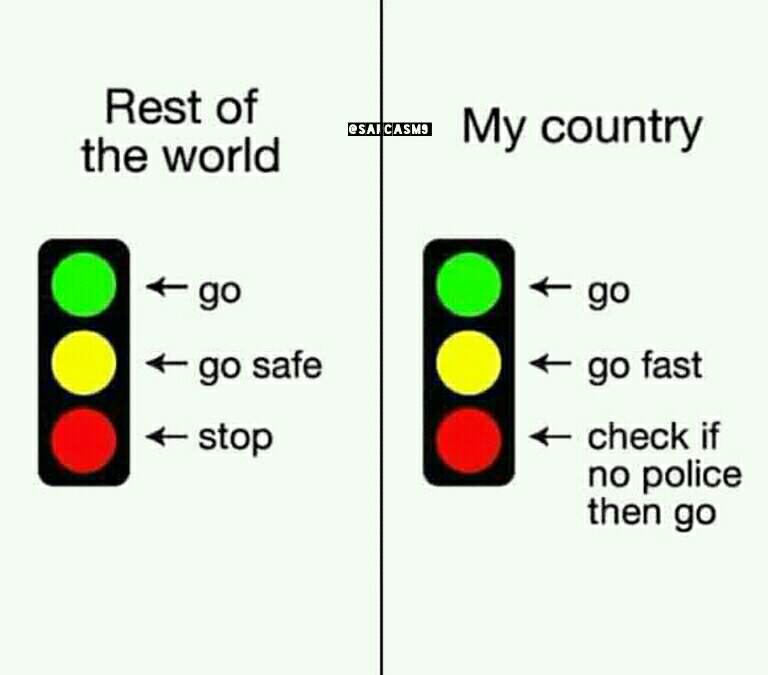 Rest of
the world
← go
← go safe
← stop
@SARCASM9
My country
← go
← go fast
← check if
no police
then go